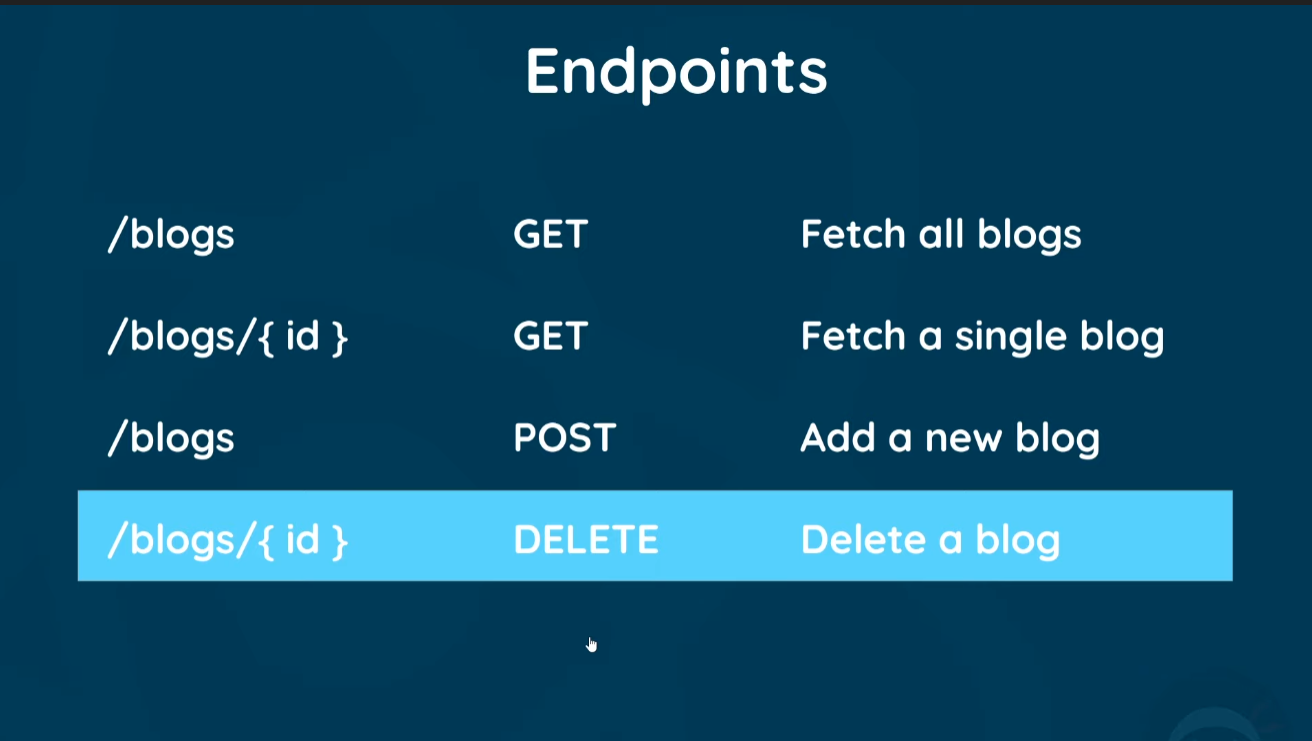 Endpoints
/blogs GET Fetch all blogs
/blogs/{ id } GET Fetch a single blog
/blogs POST Add a new blog
/blogs/{ id } DELETE Delete a blog